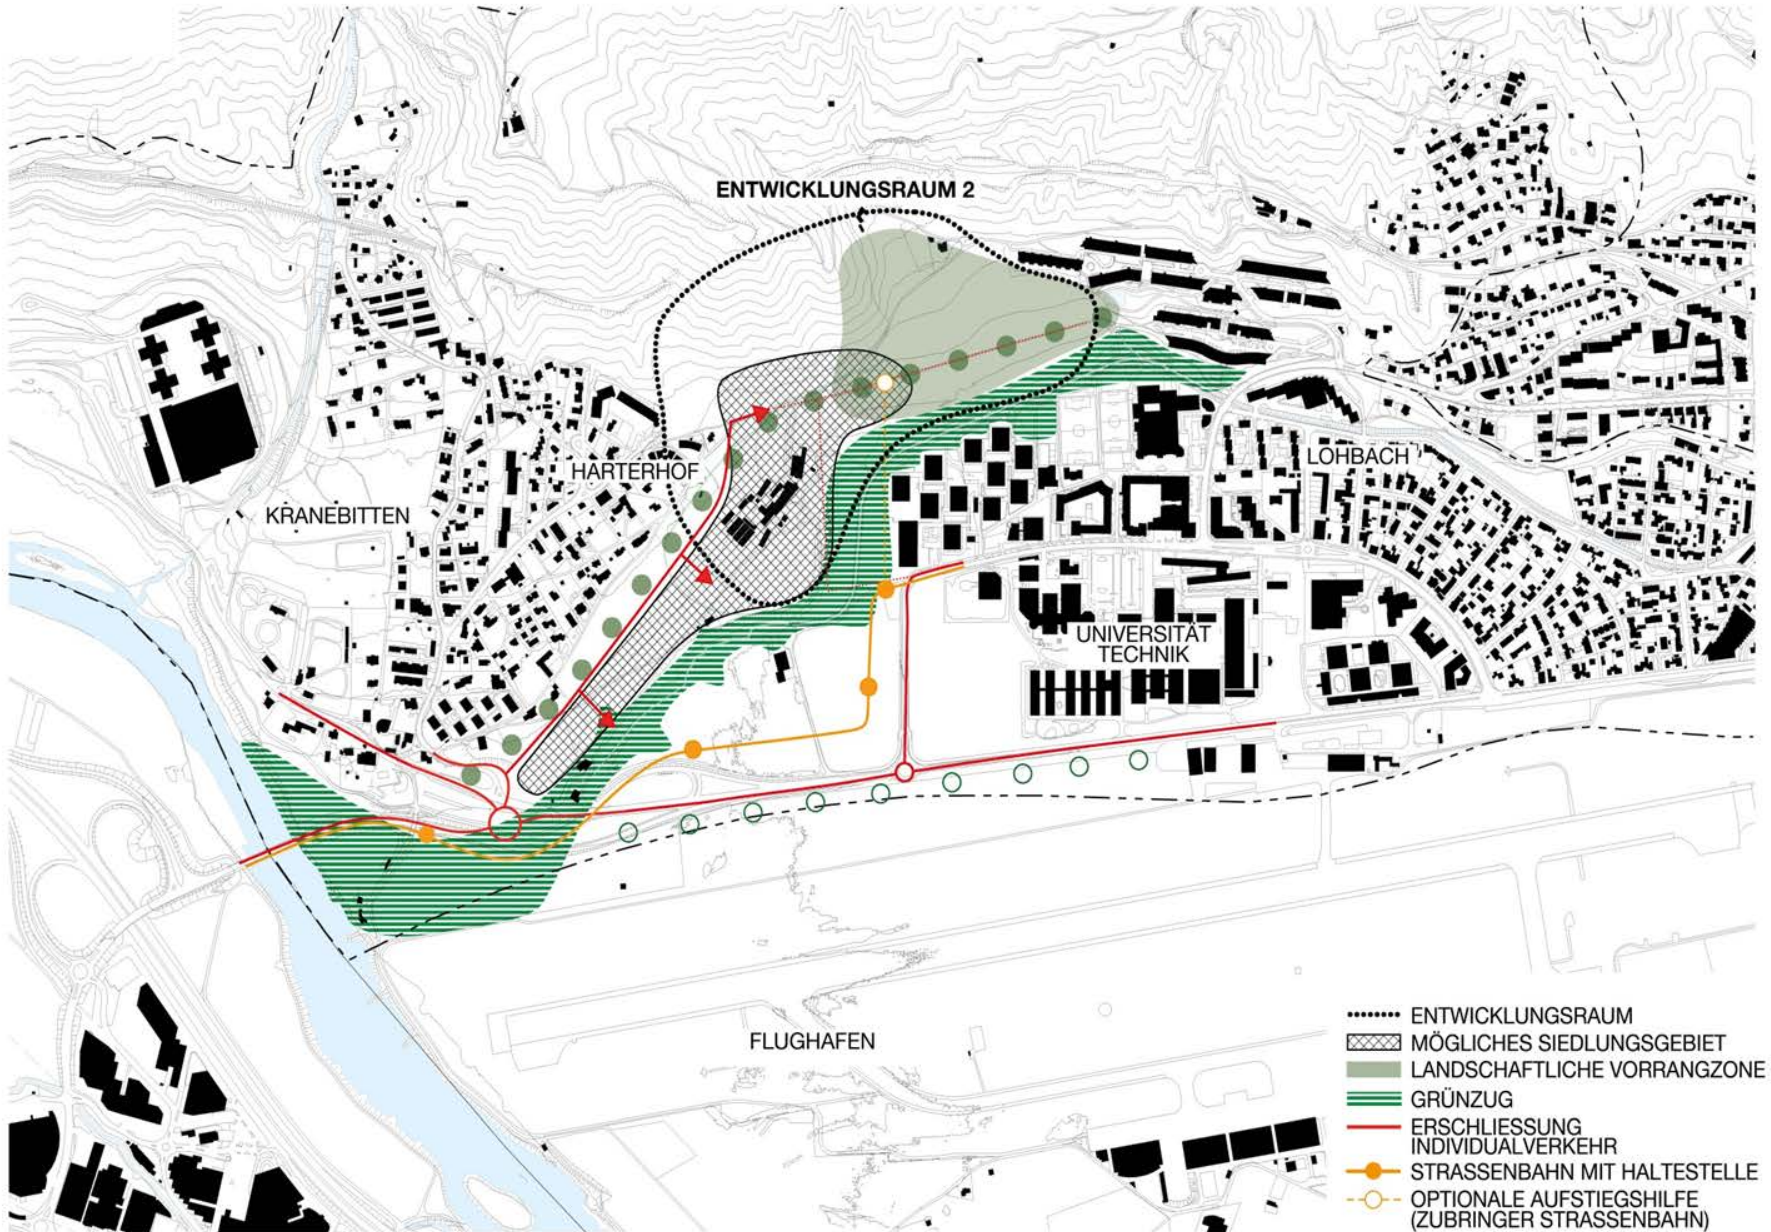 ENTWICKLUNGSRAUM 2
HARTERHOF
LOHBACH
KRANEBITTEN
UNIVERSITÄT
TECHNIK
FLUGHAFEN
ENTWICKLUNGSRAUM
MÖGLICHES SIEDLUNGSGEBIET
LANDSCHAFTLICHE VORRANGZONE
GRÜNZUG
ERSCHLIESSUNG
INDIVIDUALVERKEHR
STRASSENBAHN MIT HALTESTELLE
OPTIONALE AUFSTIEGSHILFE
(ZUBRINGER STRASSENBAHN)